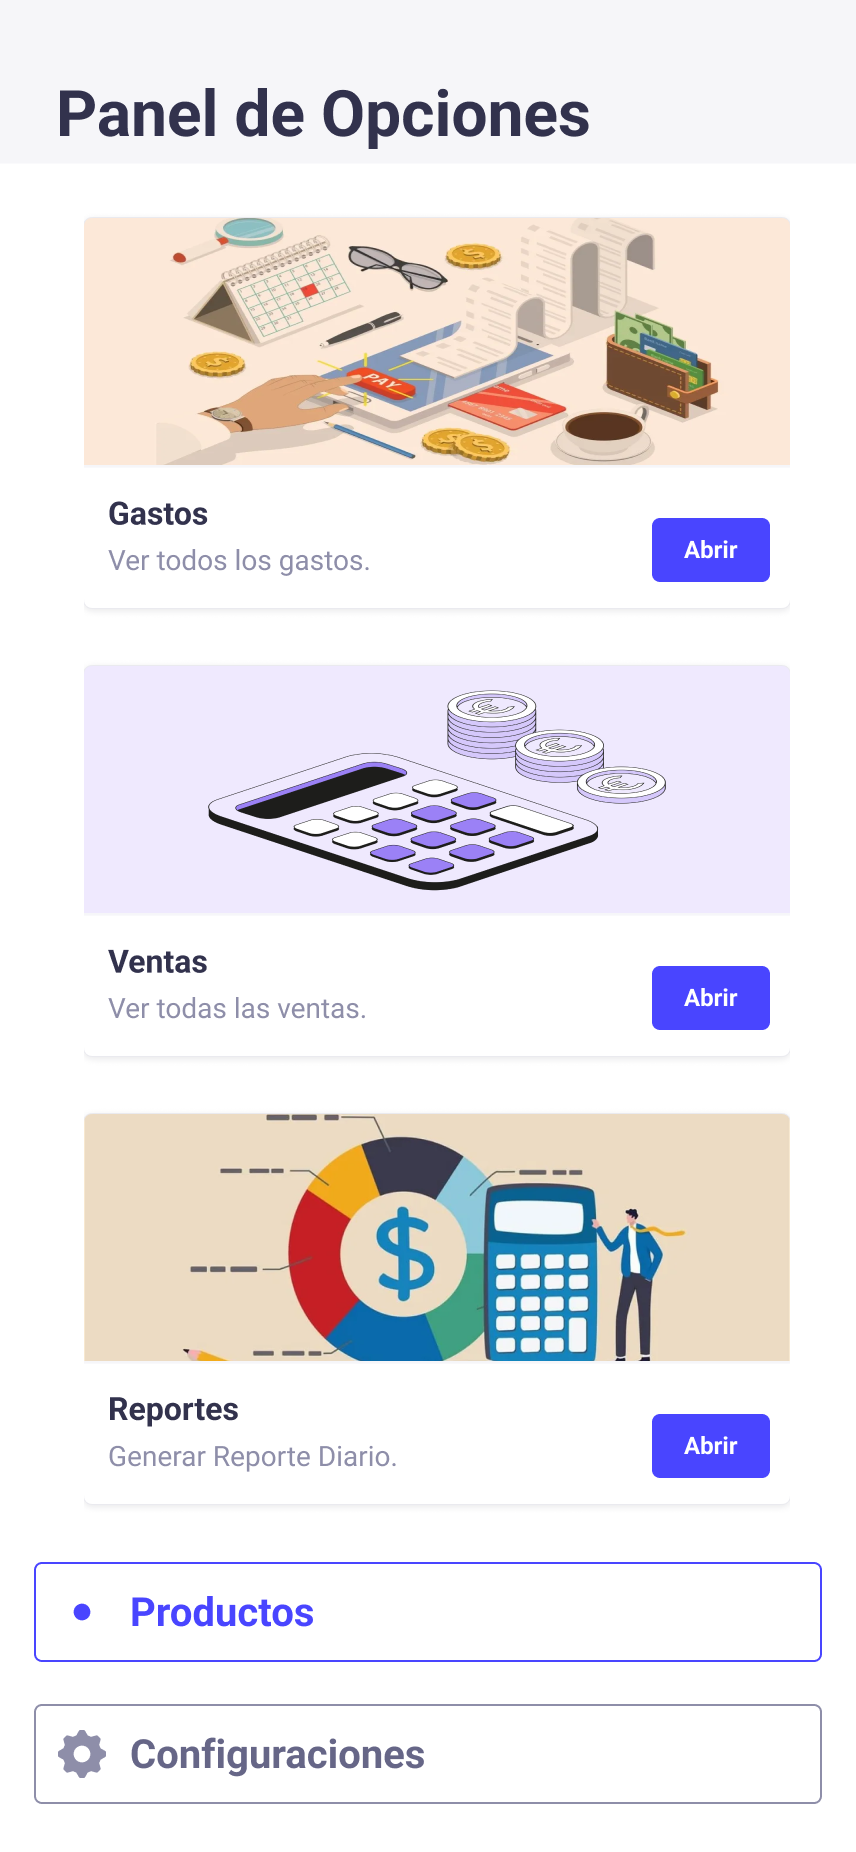 Panel de Opciones
PAY
Gastos
Ver todos los gastos.
Abrir
Ventas
Ver todas las ventas.
Abrir
Reportes
Generar Reporte Diario.
Abrir
Productos
Configuraciones